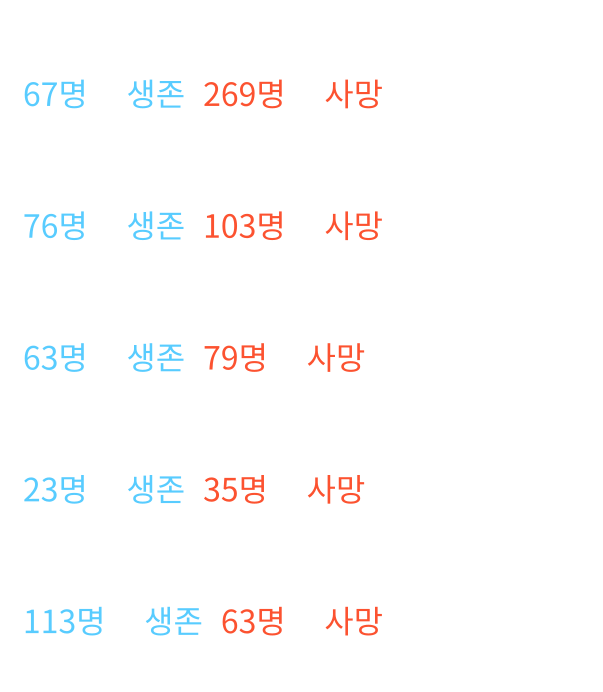 67명 생존 269명 사망
76명 생존 103명 사망
63명 생존 79명 사망
23명 생존 35명 사망
113명 생존 63명 사망